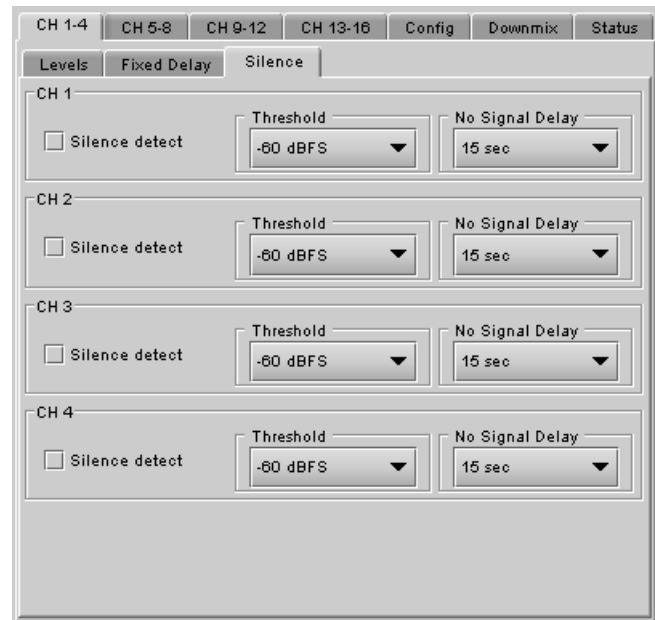 CH 1-4 CH 5-8 CH 9-12 CH 13-16 Config Downmix Status
Levels Fixed Delay Silence
CH 1
Threshold No Signal Delay
Silence detect -60 dBFS 15 sec
CH 2
Threshold No Signal Delay
Silence detect -60 dBFS 15 sec
CH 3
Threshold No Signal Delay
Silence detect -60 dBFS 15 sec
CH 4
Threshold No Signal Delay
Silence detect -60 dBFS 15 sec